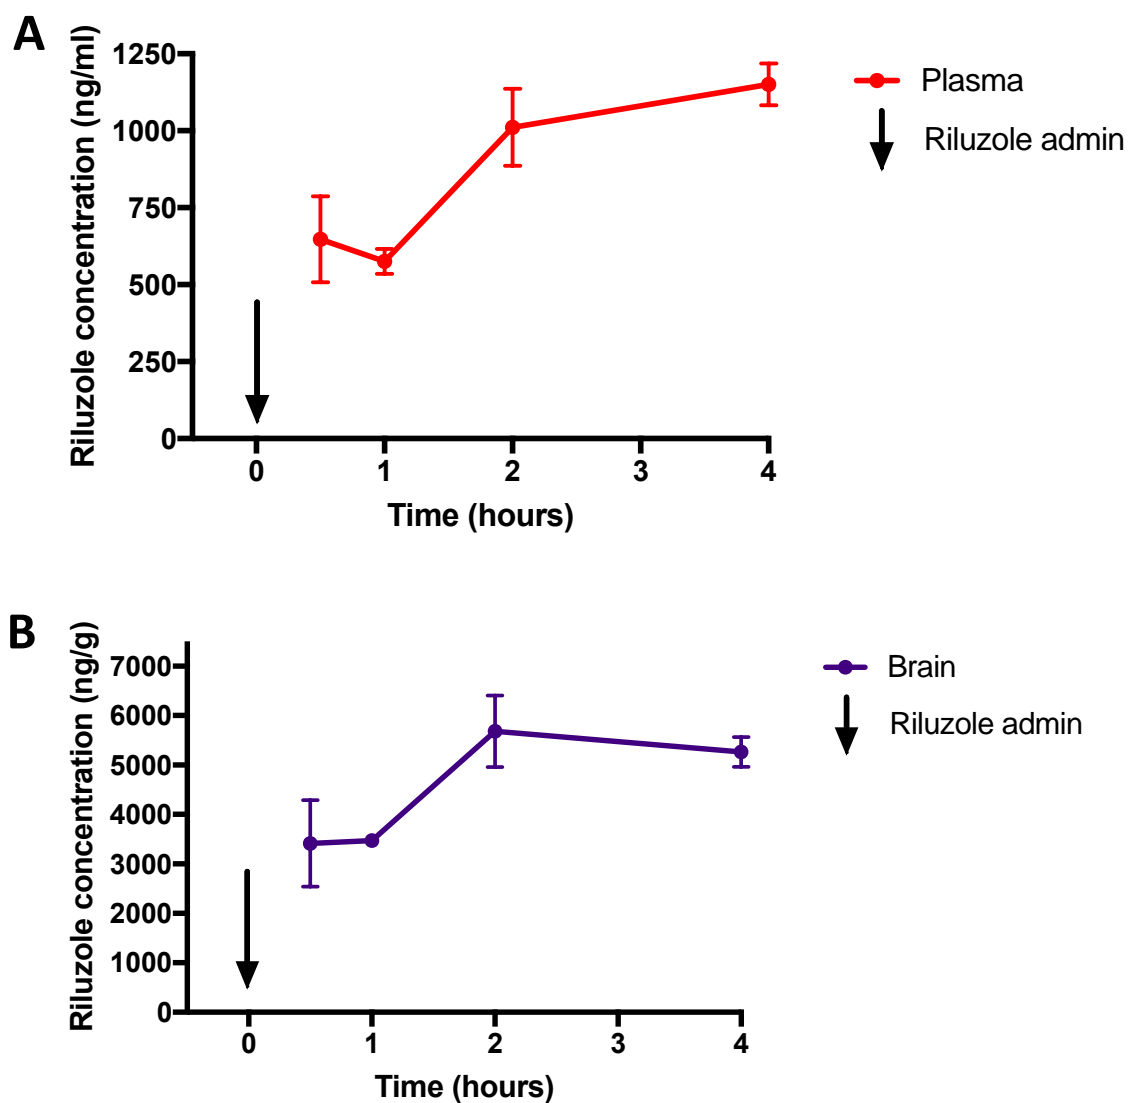 A
Riluzole concentration (ng/ml)
1250
1000
750
500
250
0
0 1 2 3 4
Time (hours)
Plasma
Riluzole admin
B
Riluzole concentration (ng/g)
7000
6000
5000
4000
3000
2000
1000
0
0 1 2 3 4
Time (hours)
Brain
Riluzole admin